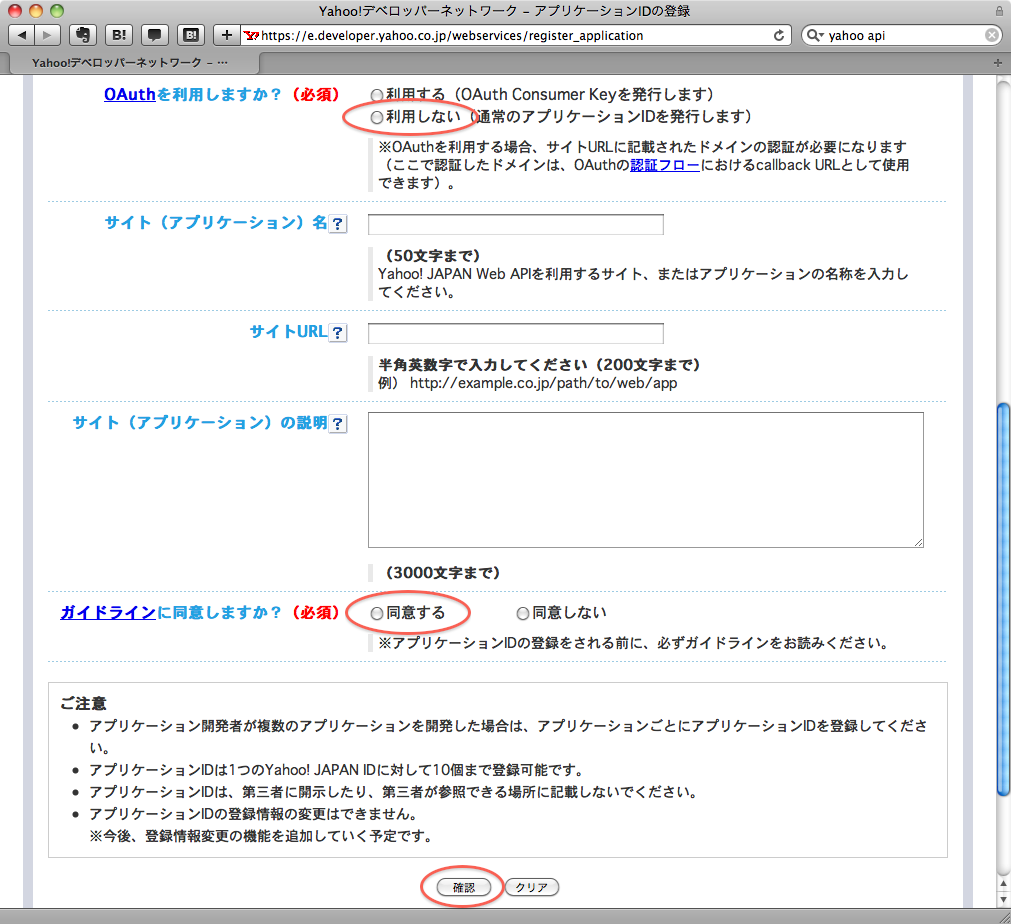 Yahoo!デベロッパーネットワーク – アプリケーションIDの登録
B!
B!
https://e.developer.yahoo.co.jp/webservices/register_application
yahoo api
Yahoo!デベロッパーネットワーク – …
OAuthを利用しますか？（必須）
利用する（OAuth Consumer Keyを発行します）
利用しない（通常のアプリケーションIDを発行します）
※OAuthを利用する場合、サイトURLに記載されたドメインの認証が必要になります
（ここで認証したドメインは、OAuthの認証フローにおけるcallback URLとして使用
できます）。
サイト（アプリケーション）名?
（50文字まで）
Yahoo! JAPAN Web APIを利用するサイト、またはアプリケーションの名称を入力し
てください。
サイトURL?
半角英数字で入力してください（200文字まで）
例） http://example.co.jp/path/to/web/app
サイト（アプリケーション）の説明?
（3000文字まで）
ガイドラインに同意しますか？（必須）
同意する 同意しない
※アプリケーションIDの登録をされる前に、必ずガイドラインをお読みください。
ご注意
● アプリケーション開発者が複数のアプリケーションを開発した場合は、アプリケーションごとにアプリケーションIDを登録してくださ
い。
● アプリケーションIDは1つのYahoo! JAPAN IDに対して10個まで登録可能です。
● アプリケーションIDは、第三者に開示したり、第三者が参照できる場所に記載しないでください。
● アプリケーションIDの登録情報の変更はできません。
※今後、登録情報変更の機能を追加していく予定です。
確認 クリア